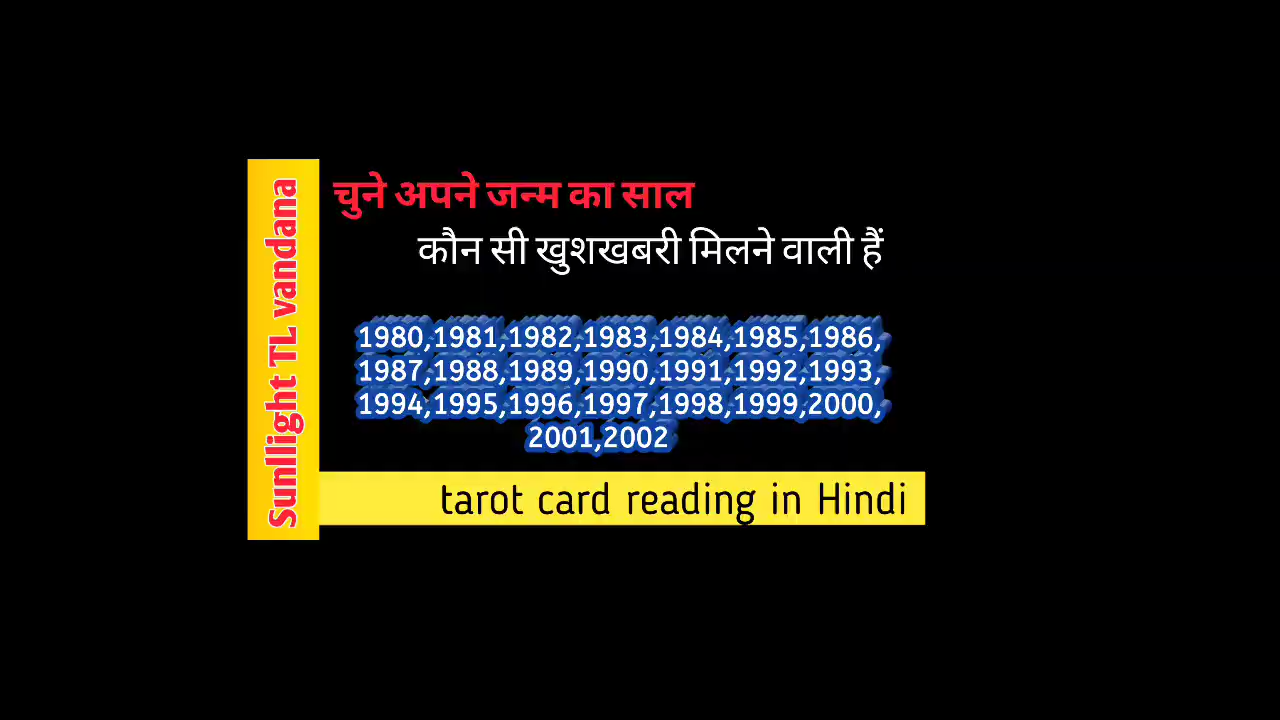 Sunllight TL vandana
चुने अपने जन्म का साल
कौन सी खुशखबरी मिलने वाली हैं
1980,1981,1982,1983,1984,1985,1986,
1987,1988,1989,1990,1991,1992,1993,
1994,1995,1996,1997,1998,1999,2000,
2001,2002
tarot card reading in Hindi